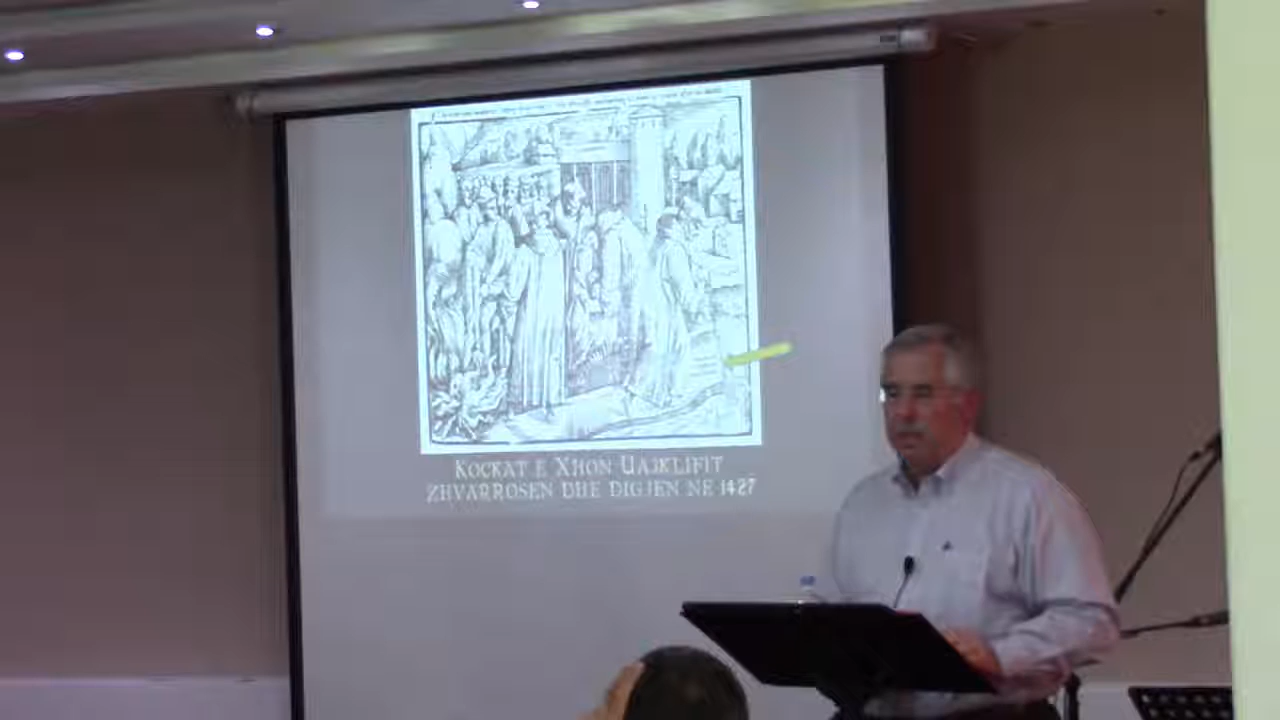 KOCKAT E XHON UAJKLIFIT
ZHVARROSEN DHE DIGJEN NE 1427